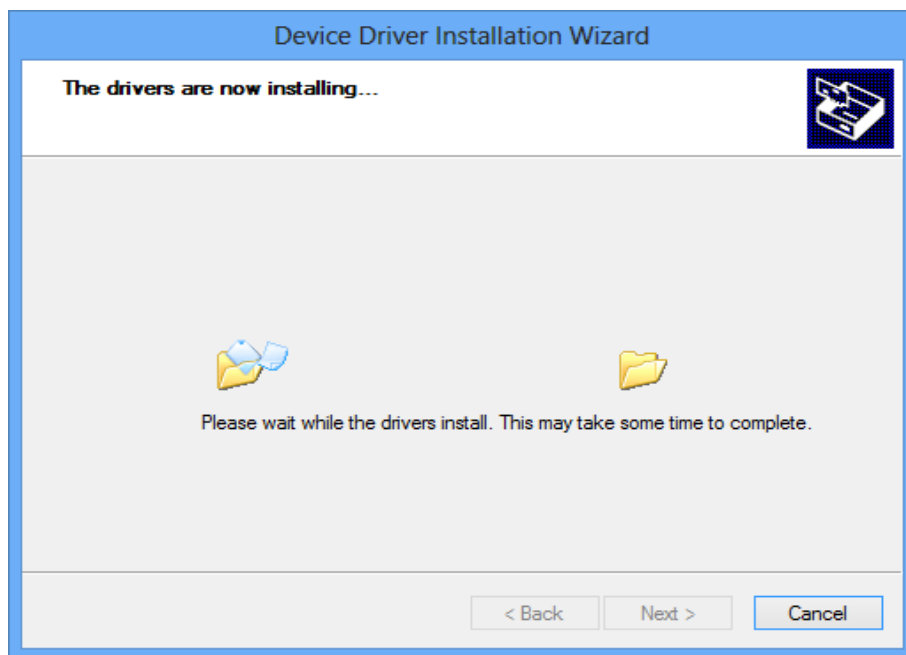 Device Driver Installation Wizard
The drivers are now installing...
Please wait while the drivers install. This may take some time to complete.
< Back
Next >
Cancel